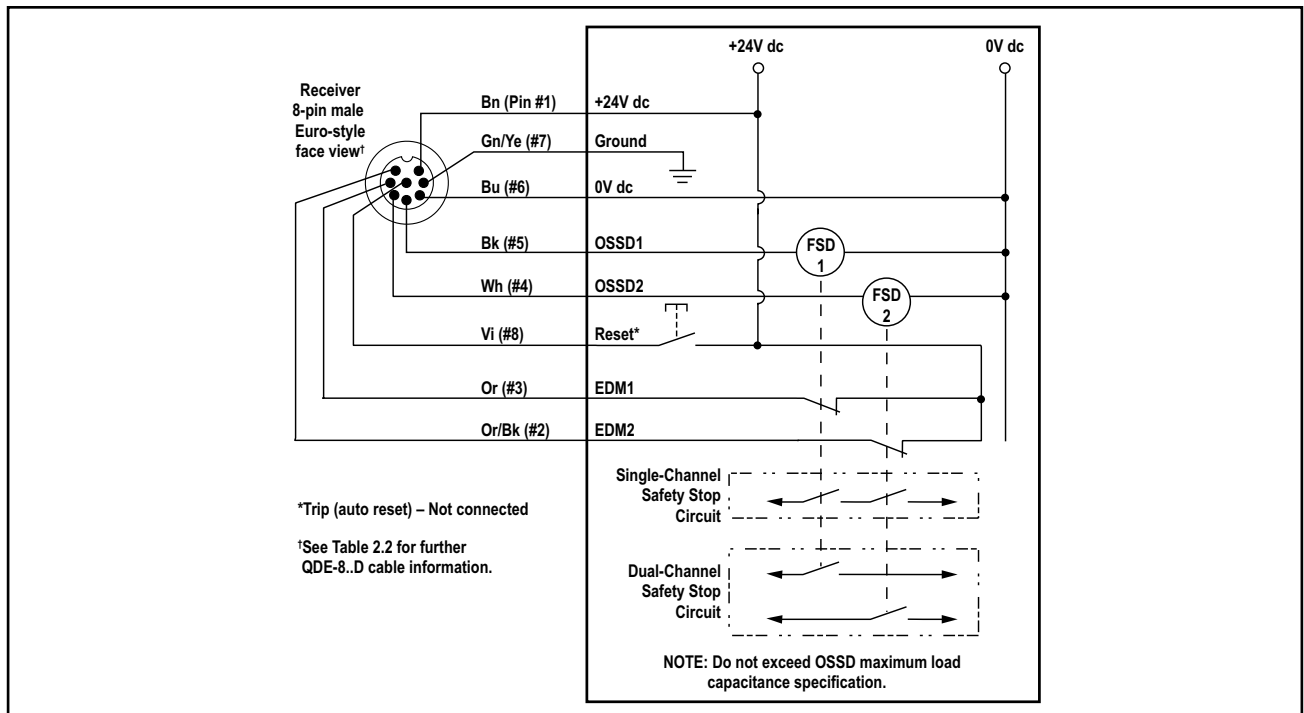 +24V dc 0V dc
Receiver
8-pin male
Euro-style
face view†
Bn (Pin #1) +24V dc
Gn/Ye (#7) Ground
Bu (#6) 0V dc
Bk (#5) OSSD1
FSD
1
Wh (#4) OSSD2
FSD
2
Vi (#8) Reset*
Or (#3) EDM1
Or/Bk (#2) EDM2
Single-Channel
Safety Stop
Circuit
*Trip (auto reset) – Not connected
†See Table 2.2 for further
QDE-8..D cable information.
Dual-Channel
Safety Stop
Circuit
NOTE: Do not exceed OSSD maximum load
capacitance specification.